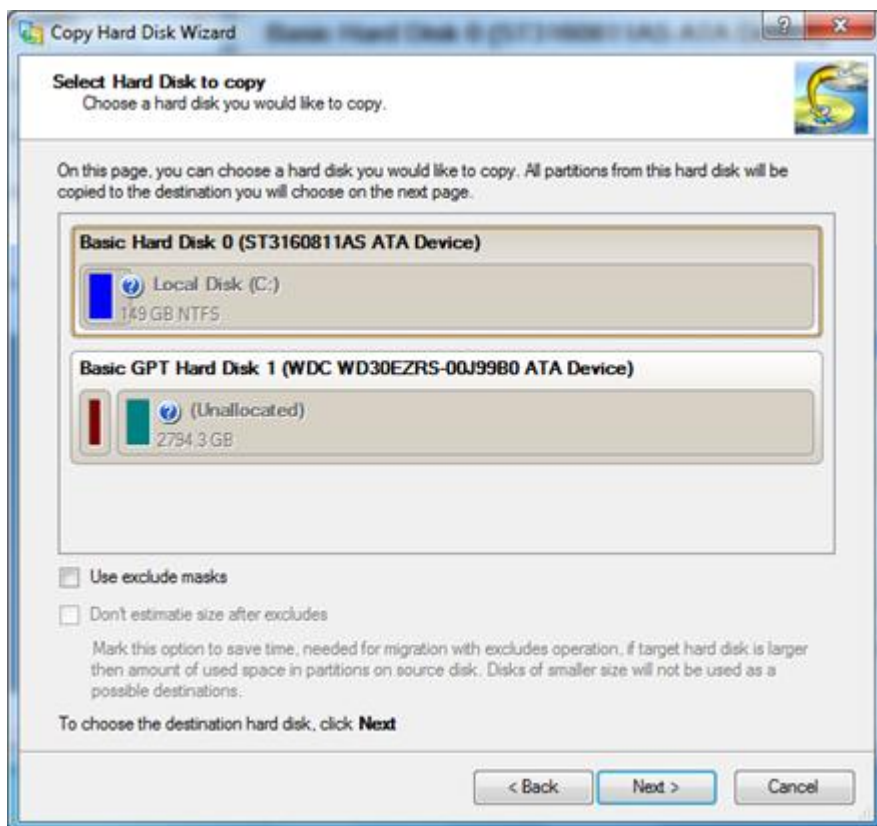 Copy Hard Disk Wizard
Select Hard Disk to copy
Choose a hard disk you would like to copy.
On this page, you can choose a hard disk you would like to copy. All partitions from this hard disk will be
copied to the destination you will choose on the next page.
Basic Hard Disk 0 (ST3160811AS ATA Device)
Local Disk (C:)
149 GB NTFS
Basic GPT Hard Disk 1 (WDC WD30EZRS-00J99B0 ATA Device)
(Unallocated)
2794.3 GB
Use exclude masks
Don't estimatie size after excludes
Mark this option to save time, needed for migration with excludes operation, if target hard disk is larger
then amount of used space in partitions on source disk. Disks of smaller size will not be used as a
possible destinations.
To choose the destination hard disk, click Next
< Back
Next >
Cancel